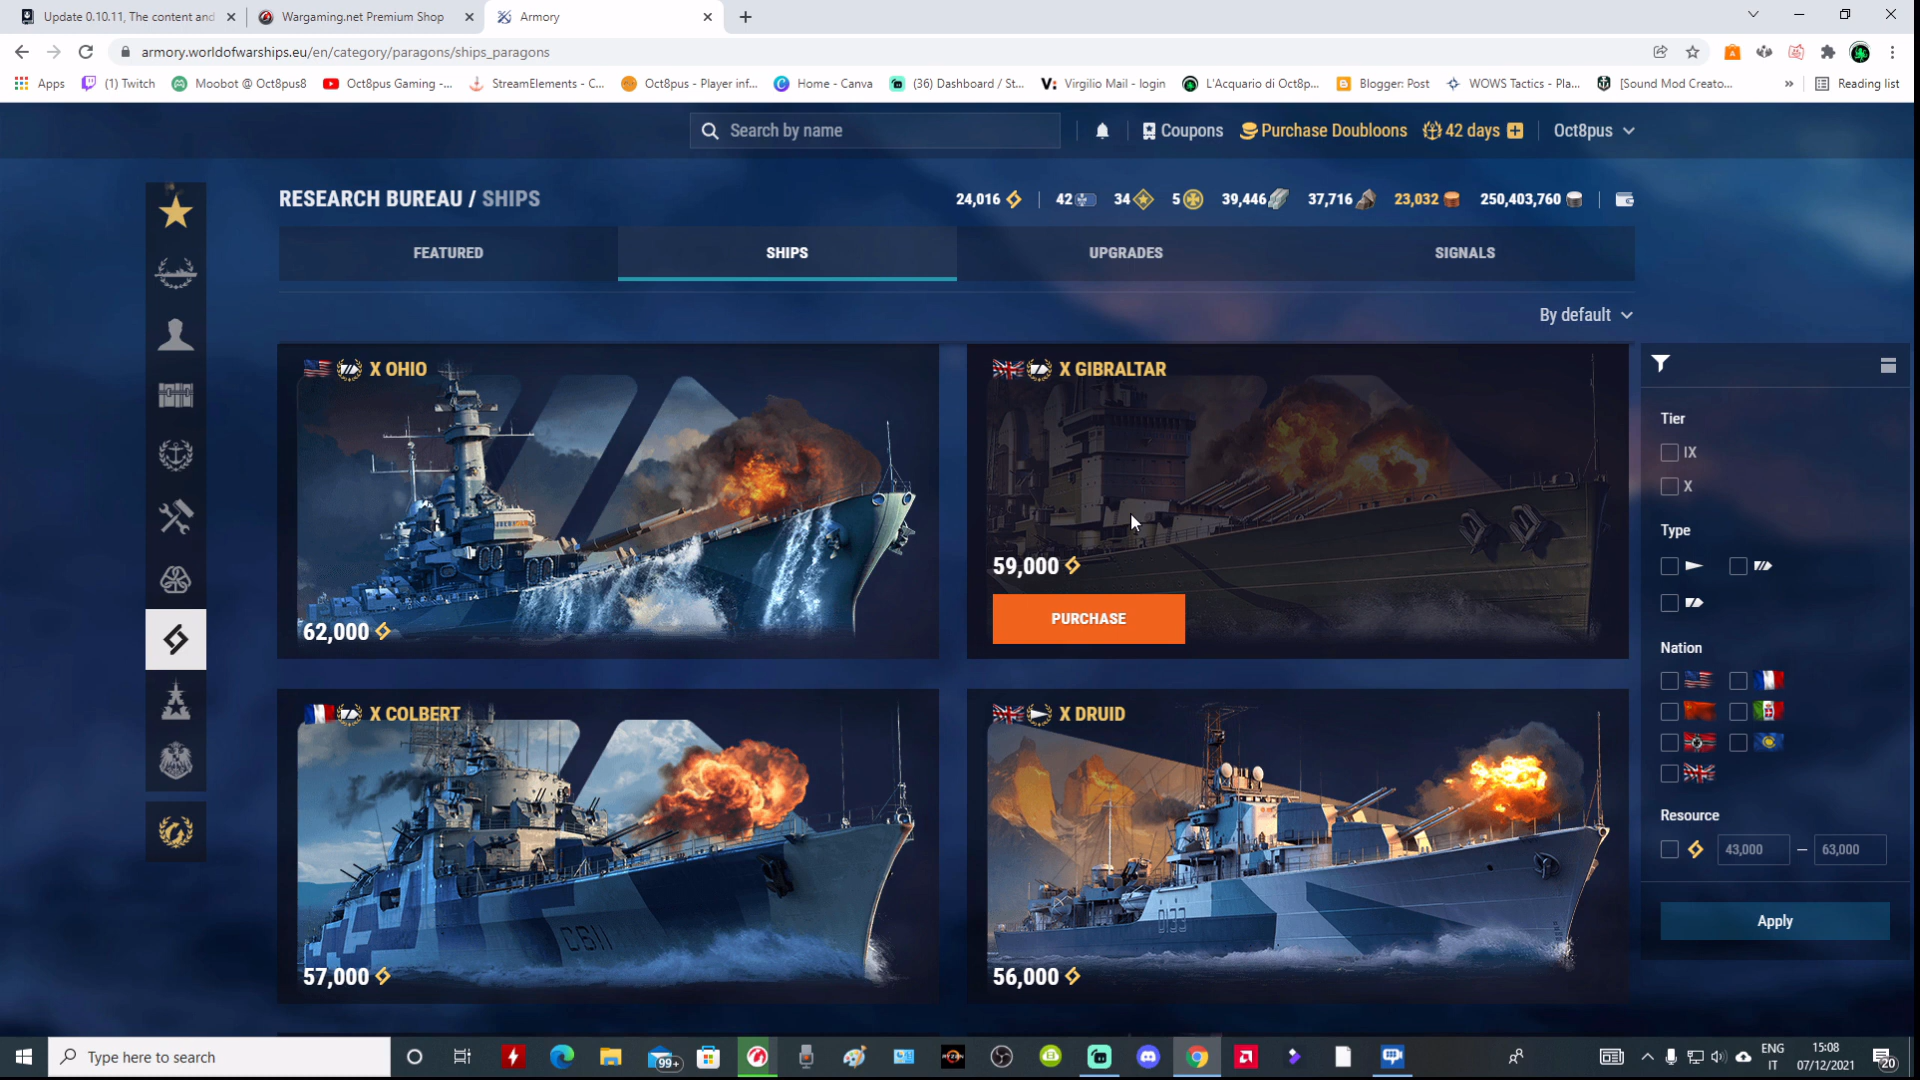 Update 0.10.11, The content and
Wargaming.net Premium Shop
Armory
armory.worldofwarships.eu/en/category/paragons/ships_paragons
Apps
(1) Twitch
Moobot @ Oct8pus8
Oct8pus Gaming -...
StreamElements - C...
Oct8pus - Player inf...
Home - Canva
(36) Dashboard / St...
Virgilio Mail - login
L'Acquario di Oct8p...
Blogger: Post
WOWS Tactics - Pla...
[Sound Mod Creato...
»
Reading list
Search by name
Coupons
Purchase Doubloons
42 days
Oct8pus
RESEARCH BUREAU / SHIPS
24,016
42
34
5
39,446
37,716
23,032
250,403,760
FEATURED
SHIPS
UPGRADES
SIGNALS
By default
X OHIO
62,000
X GIBRALTAR
59,000
PURCHASE
X COLBERT
C611
57,000
X DRUID
D133
56,000
Tier
IX
X
Type
Nation
Resource
43,000 — 63,000
Apply
Type here to search
99+
RYZEN
ENG
IT
15:08
07/12/2021
20